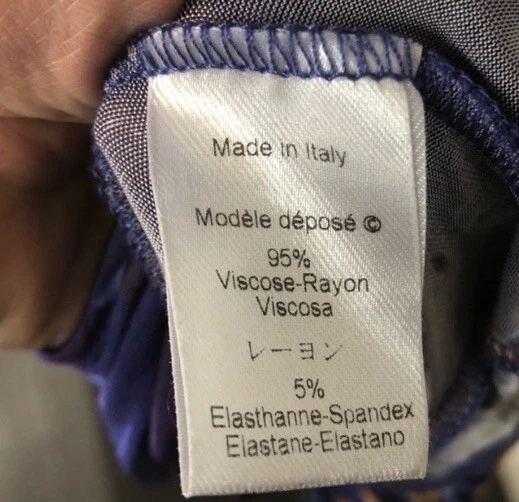 Made in Italy
Modèle déposé ©
95%
Viscose-Rayon
Viscosa
レーヨン
5%
Elasthanne-Spandex
Elastane-Elastano